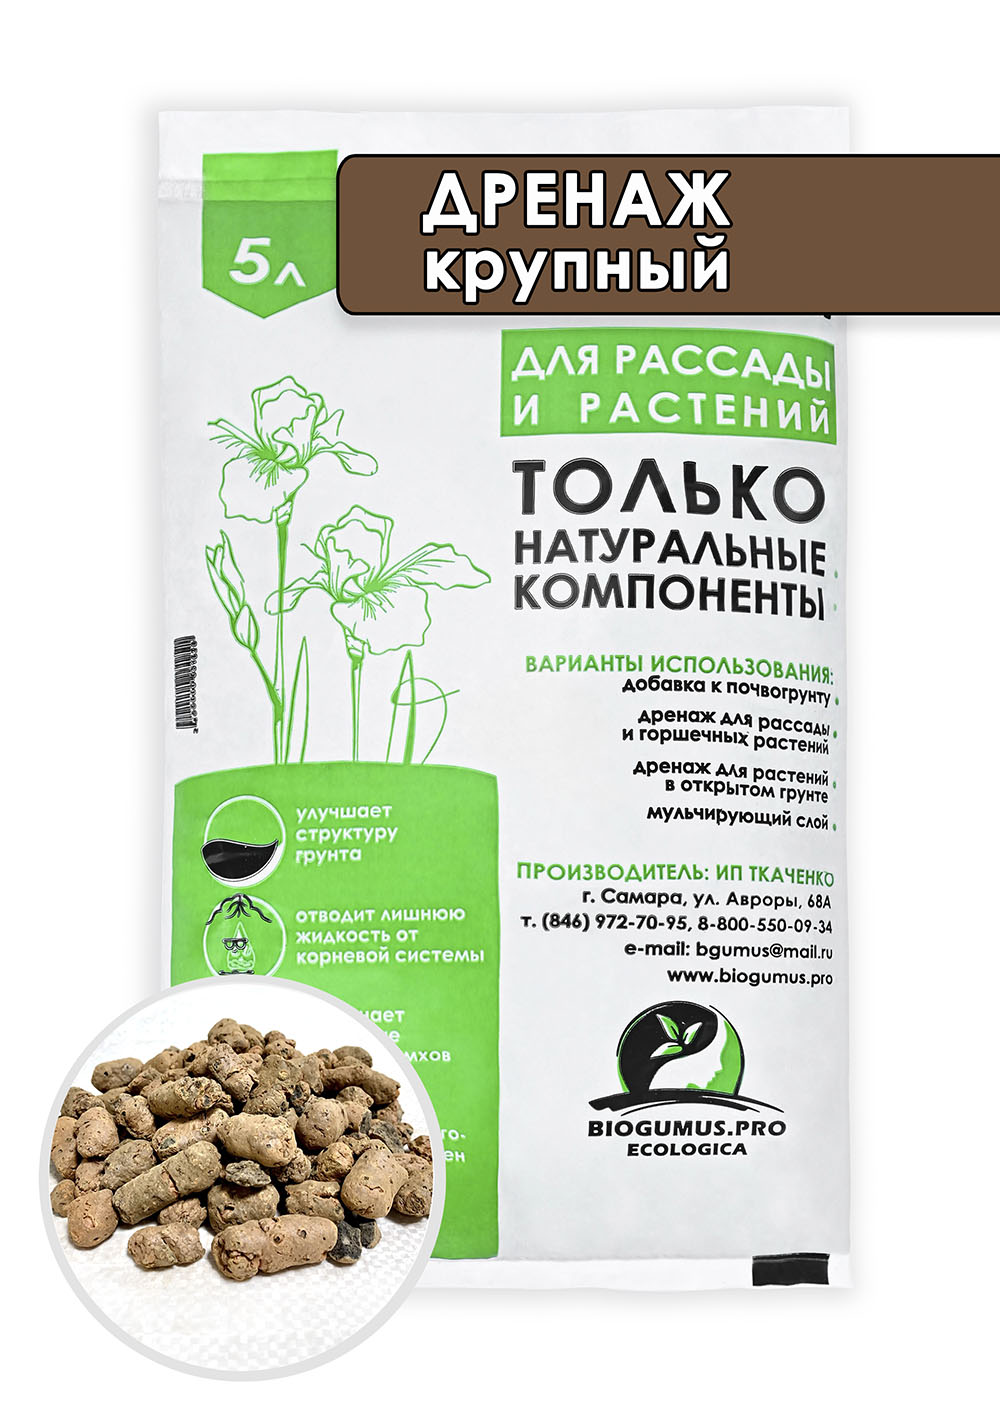 ДРЕНАЖ
крупный
5 л
ДЛЯ РАССАДЫ
И РАСТЕНИЙ
ТОЛЬКО
НАТУРАЛЬНЫЕ
КОМПОНЕНТЫ
ВАРИАНТЫ ИСПОЛЬЗОВАНИЯ:
добавка к почвогрунту
дренаж для рассады
и горшечных растений
дренаж для растений
в открытом грунте
мульчирующий слой
улучшает
структуру
грунта
отводит лишнюю
жидкость от
корневой системы
ПРОИЗВОДИТЕЛЬ: ИП ТКАЧЕНКО
г. Самара, ул. Авроры, 68А
т. (846) 972-70-95, 8-800-550-09-34
e-mail: bgumus@mail.ru
www.biogumus.pro
BIOGUMUS.PRO
ECOLOGICA